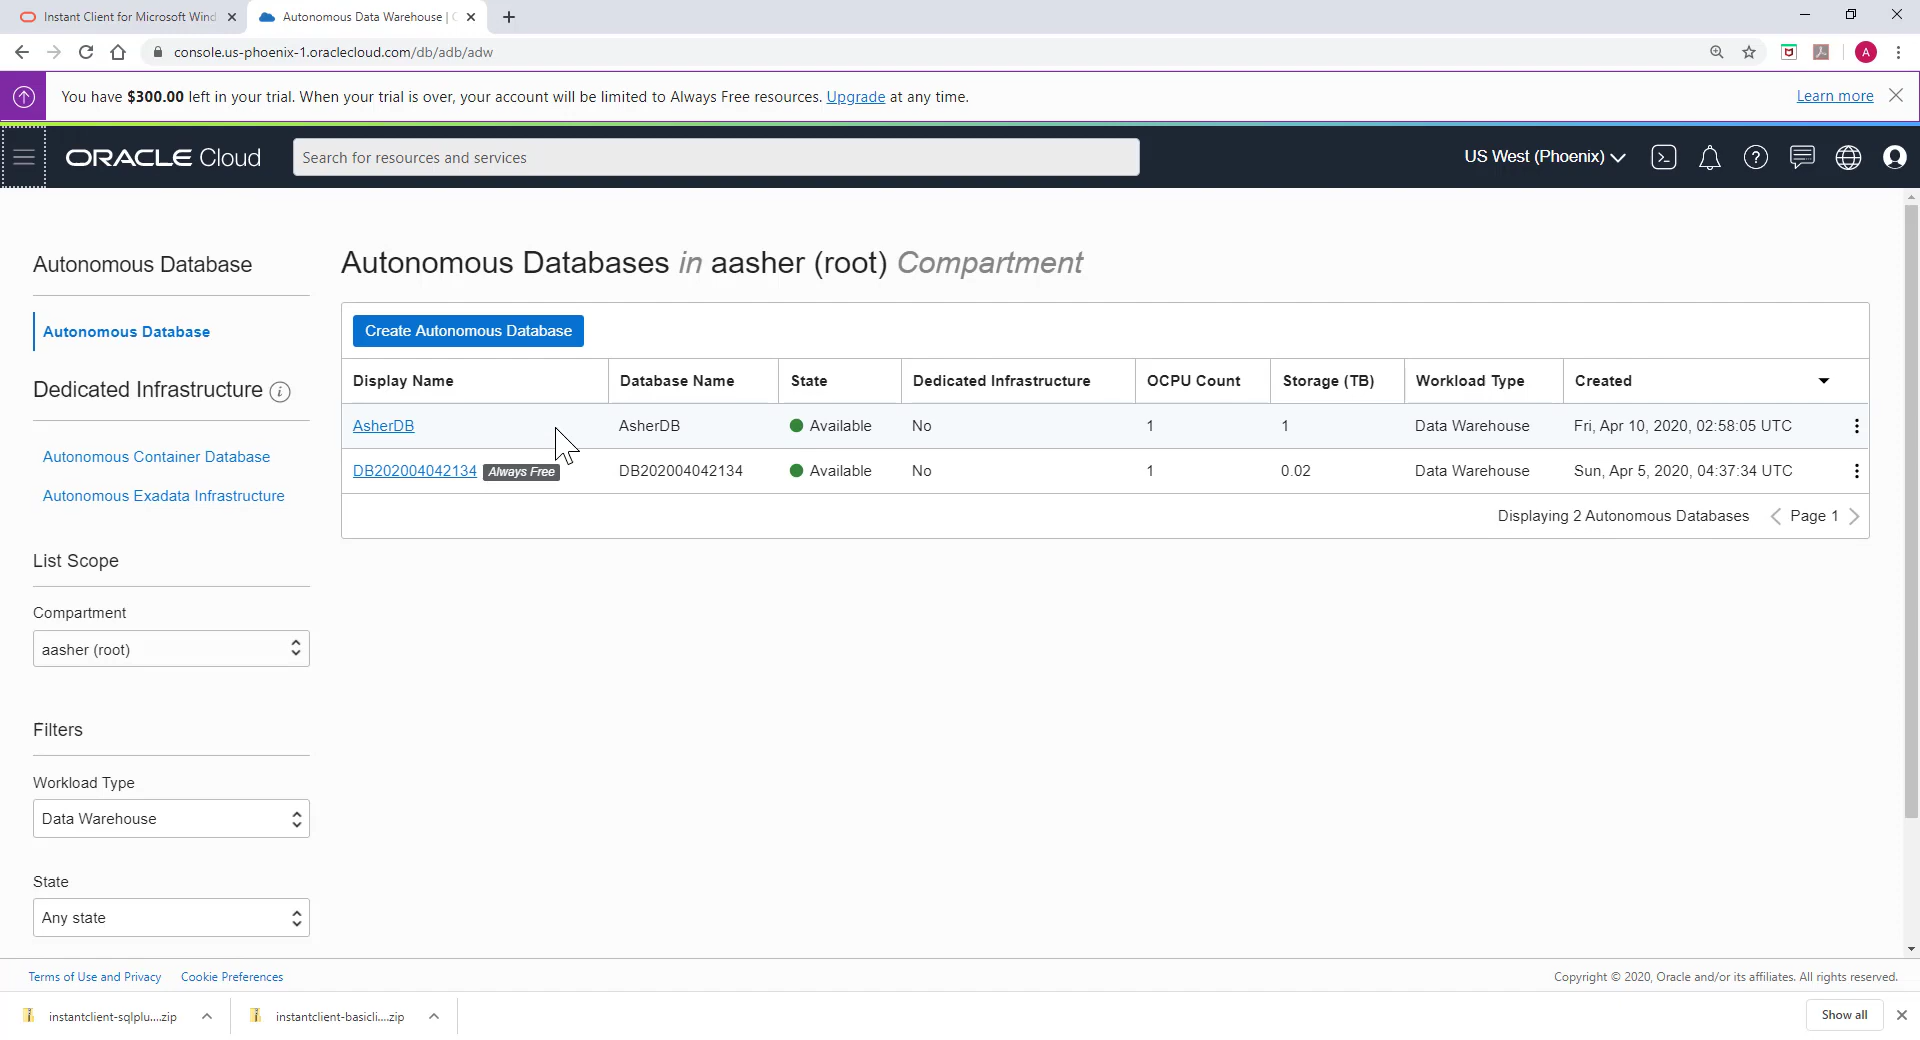 Instant Client for Microsoft Wind
Autonomous Data Warehouse |
console.us-phoenix-1.oraclecloud.com/db/adb/adw
A
You have $300.00 left in your trial. When your trial is over, your account will be limited to Always Free resources. Upgrade at any time.
Learn more
ORACLE Cloud
Search for resources and services
US West (Phoenix)
Autonomous Database
Autonomous Databases in aasher (root) Compartment
Autonomous Database
Create Autonomous Database
Dedicated Infrastructure
Display Name Database Name State Dedicated Infrastructure OCPU Count Storage (TB) Workload Type Created
AsherDB AsherDB Available No 1 1 Data Warehouse Fri, Apr 10, 2020, 02:58:05 UTC
DB202004042134 Always Free DB202004042134 Available No 1 0.02 Data Warehouse Sun, Apr 5, 2020, 04:37:34 UTC
Displaying 2 Autonomous Databases Page 1
Autonomous Container Database
Autonomous Exadata Infrastructure
List Scope
Compartment
aasher (root)
Filters
Workload Type
Data Warehouse
State
Any state
Terms of Use and Privacy Cookie Preferences
Copyright © 2020, Oracle and/or its affiliates. All rights reserved.
instantclient-sqlplu....zip
instantclient-basicli....zip
Show all